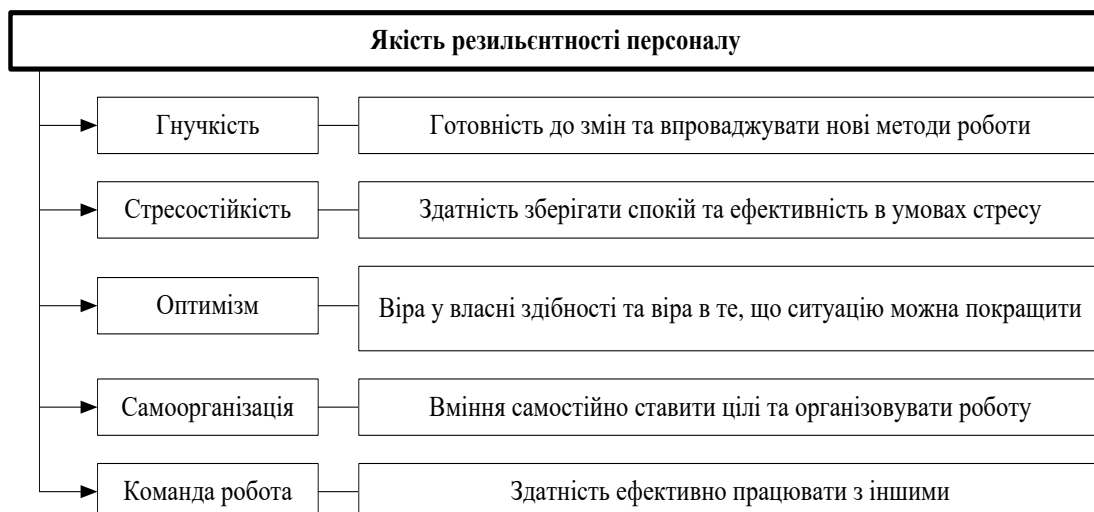 Якість резильєнтності персоналу
Гнучкість
Готовність до змін та впроваджувати нові методи роботи
Стресостійкість
Здатність зберігати спокій та ефективність в умовах стресу
Оптимізм
Віра у власні здібності та віра в те, що ситуацію можна покращити
Самоорганізація
Вміння самостійно ставити цілі та організовувати роботу
Команда робота
Здатність ефективно працювати з іншими